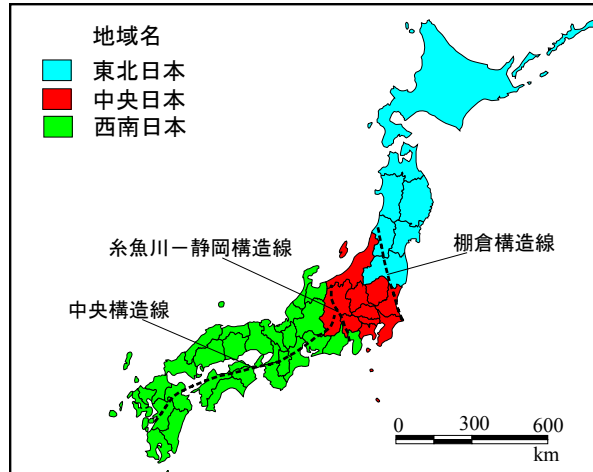 地域名
東北日本
中央日本
西南日本
糸魚川－静岡構造線
棚倉構造線
中央構造線
0 300 600
km